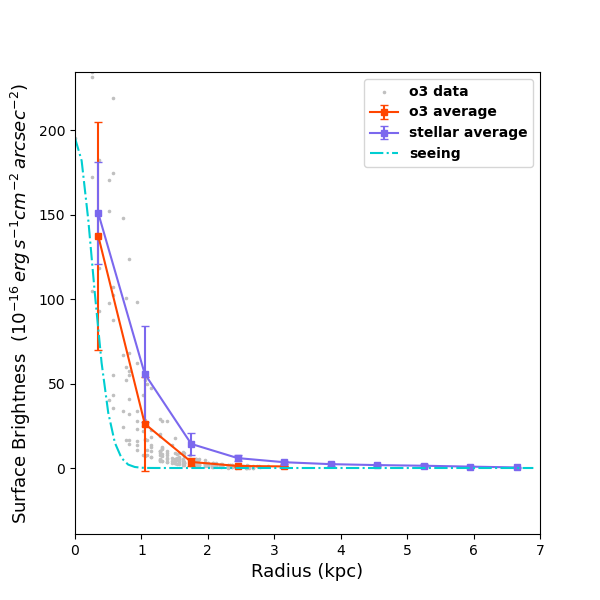 o3 data
o3 average
stellar average
seeing
200
150
100
50
0
Surface Brightness (10⁻¹⁶ erg s⁻¹cm⁻² arcsec⁻²)
0 1 2 3 4 5 6 7
Radius (kpc)